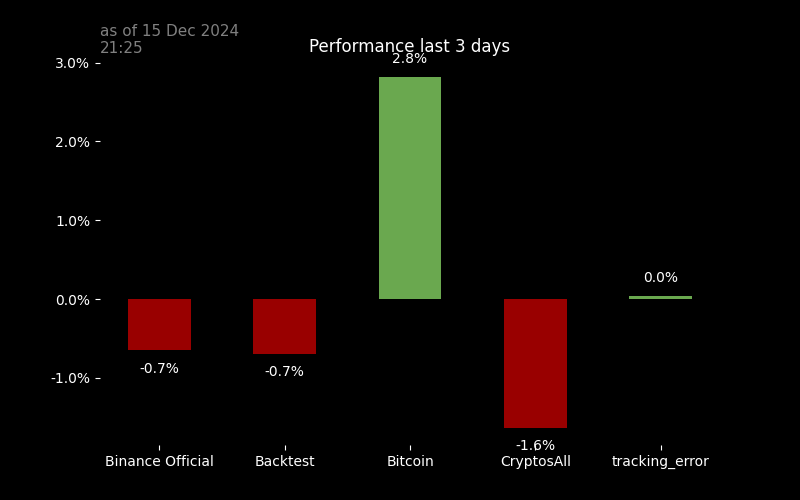 as of 15 Dec 2024
21:25
Performance last 3 days
3.0%
2.0%
1.0%
0.0%
-1.0%
2.8%
-0.7%
-0.7%
-1.6%
0.0%
Binance Official
Backtest
Bitcoin
CryptosAll
tracking_error